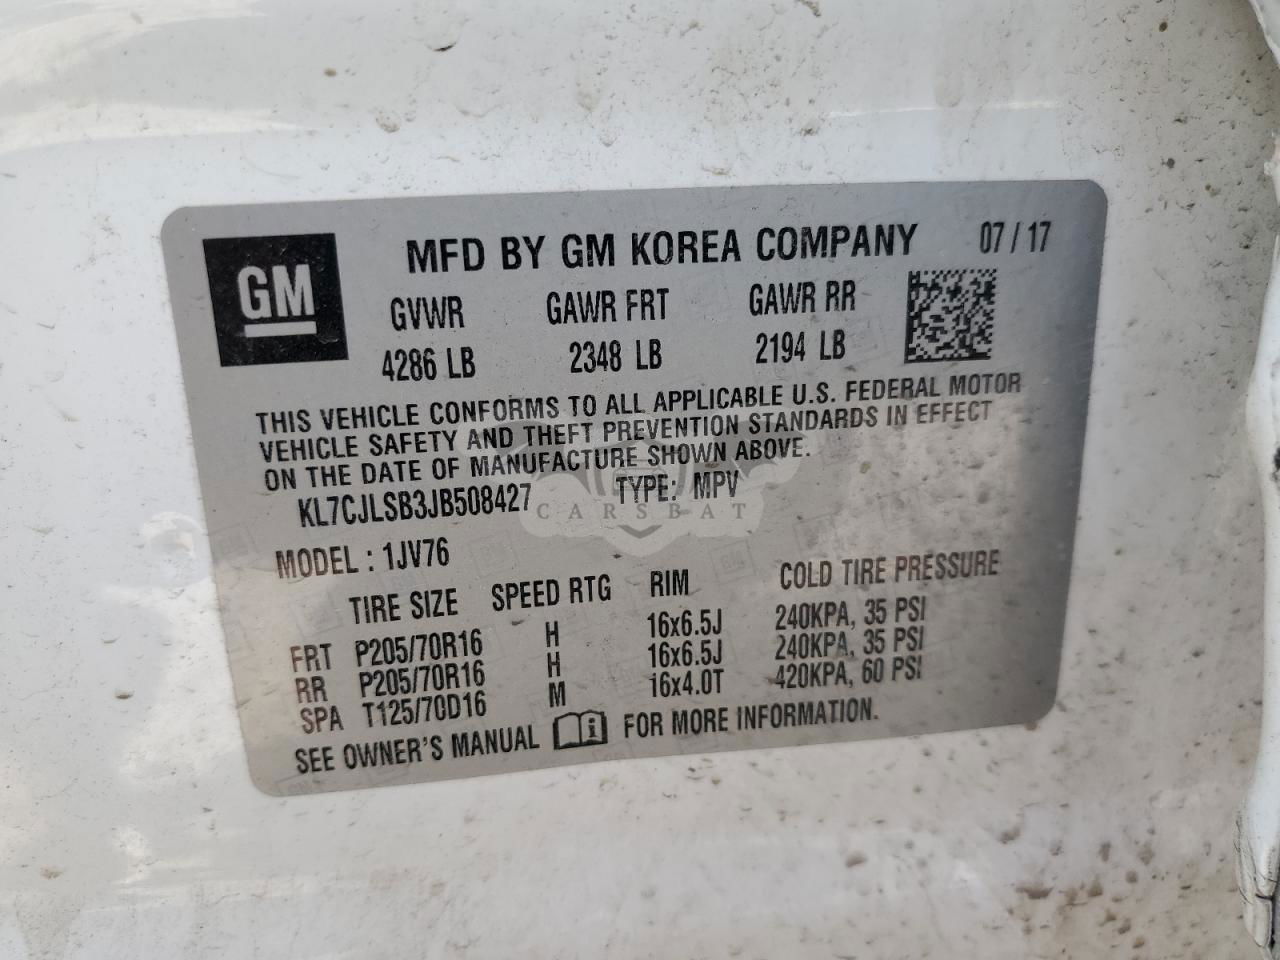 GM
MFD BY GM KOREA COMPANY 07/17
GVWR GAWR FRT GAWR RR
4286 LB 2348 LB 2194 LB
THIS VEHICLE CONFORMS TO ALL APPLICABLE U.S. FEDERAL MOTOR
VEHICLE SAFETY AND THEFT PREVENTION STANDARDS IN EFFECT
ON THE DATE OF MANUFACTURE SHOWN ABOVE.
KL7CJLSB3JB508427 TYPE: MPV
CARSBAT
MODEL : 1JV76
TIRE SIZE SPEED RTG RIM COLD TIRE PRESSURE
FRT P205/70R16 H 16x6.5J 240KPA, 35 PSI
RR P205/70R16 H 16x6.5J 240KPA, 35 PSI
SPA T125/70D16 M 16x4.0T 420KPA, 60 PSI
SEE OWNER'S MANUAL i FOR MORE INFORMATION.